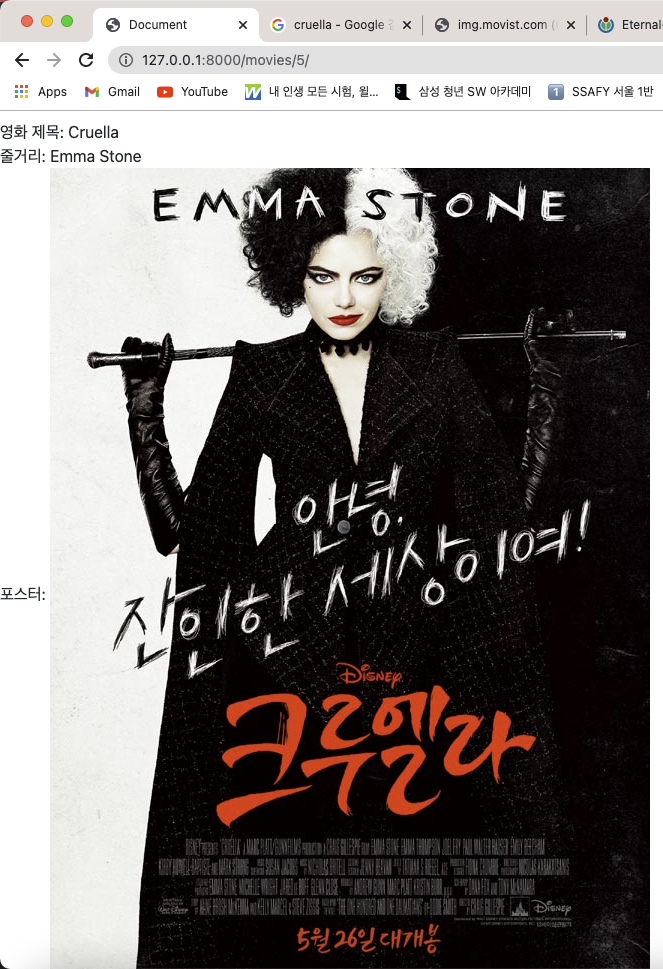 Document
cruella - Google
img.movist.com
Eternal
127.0.0.1:8000/movies/5/
Apps
Gmail
YouTube
내 인생 모든 시험, 윌...
삼성 청년 SW 아카데미
SSAFY 서울 1반
영화 제목: Cruella
줄거리: Emma Stone
포스터:
EMMA STONE
안녕,
잔인한 세상이여!
DISNEY
크루엘라
DISNEY
5월 26일 대개봉